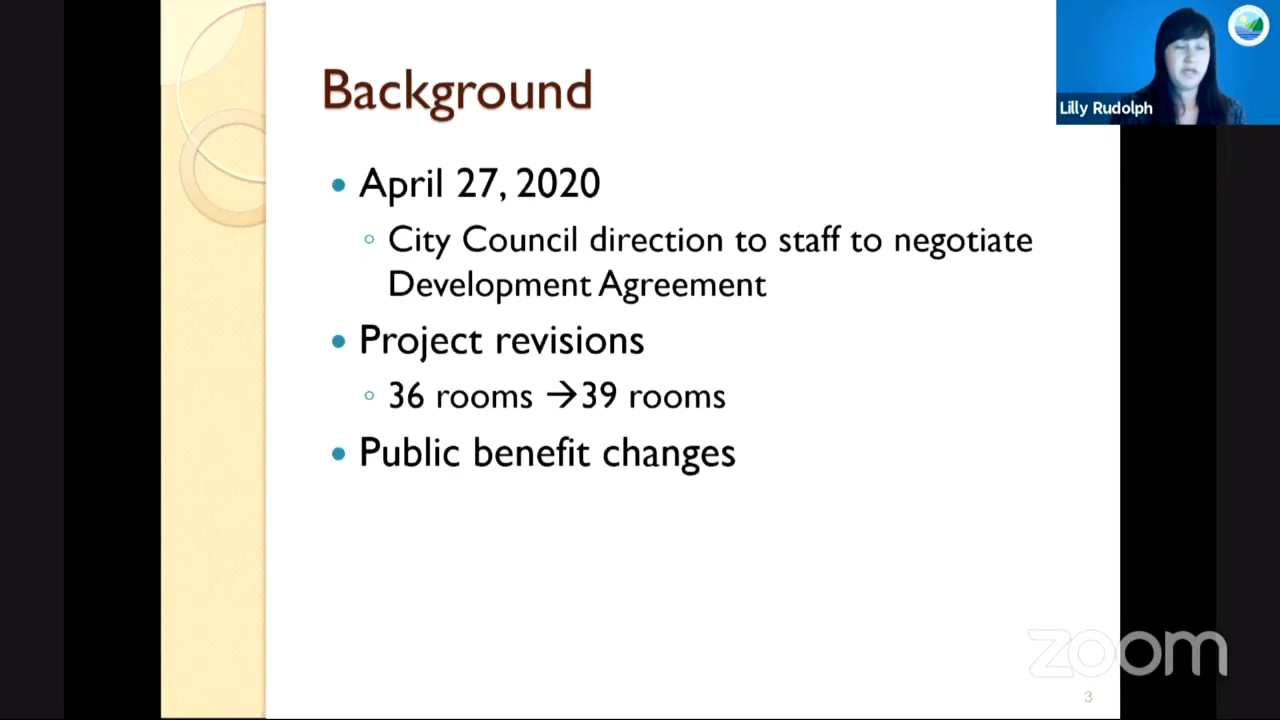 Background
Lilly Rudolph
• April 27, 2020
◦ City Council direction to staff to negotiate
Development Agreement
• Project revisions
◦ 36 rooms →39 rooms
• Public benefit changes
zoom
3